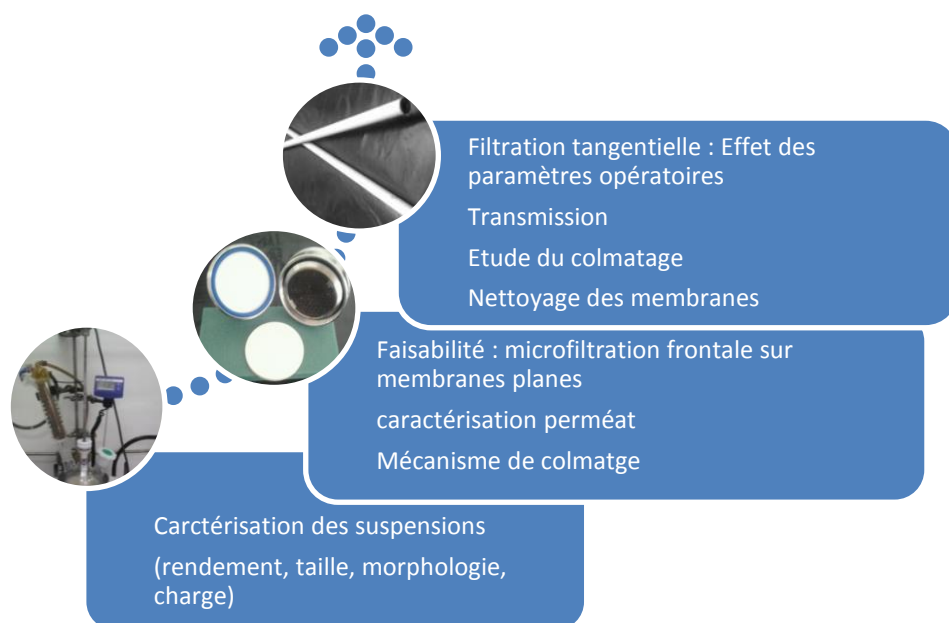 Filtration tangentielle : Effet des
paramètres opératoires
Transmission
Etude du colmatage
Nettoyage des membranes
Faisabilité : microfiltration frontale sur
membranes planes
caractérisation perméat
Mécanisme de colmatge
Carctérisation des suspensions
(rendement, taille, morphologie,
charge)